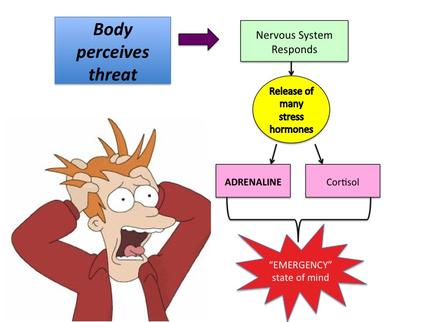 Body
perceives
threat
Nervous System
Responds
Release of
many
stress
hormones
ADRENALINE
Cortisol
"EMERGENCY"
state of mind